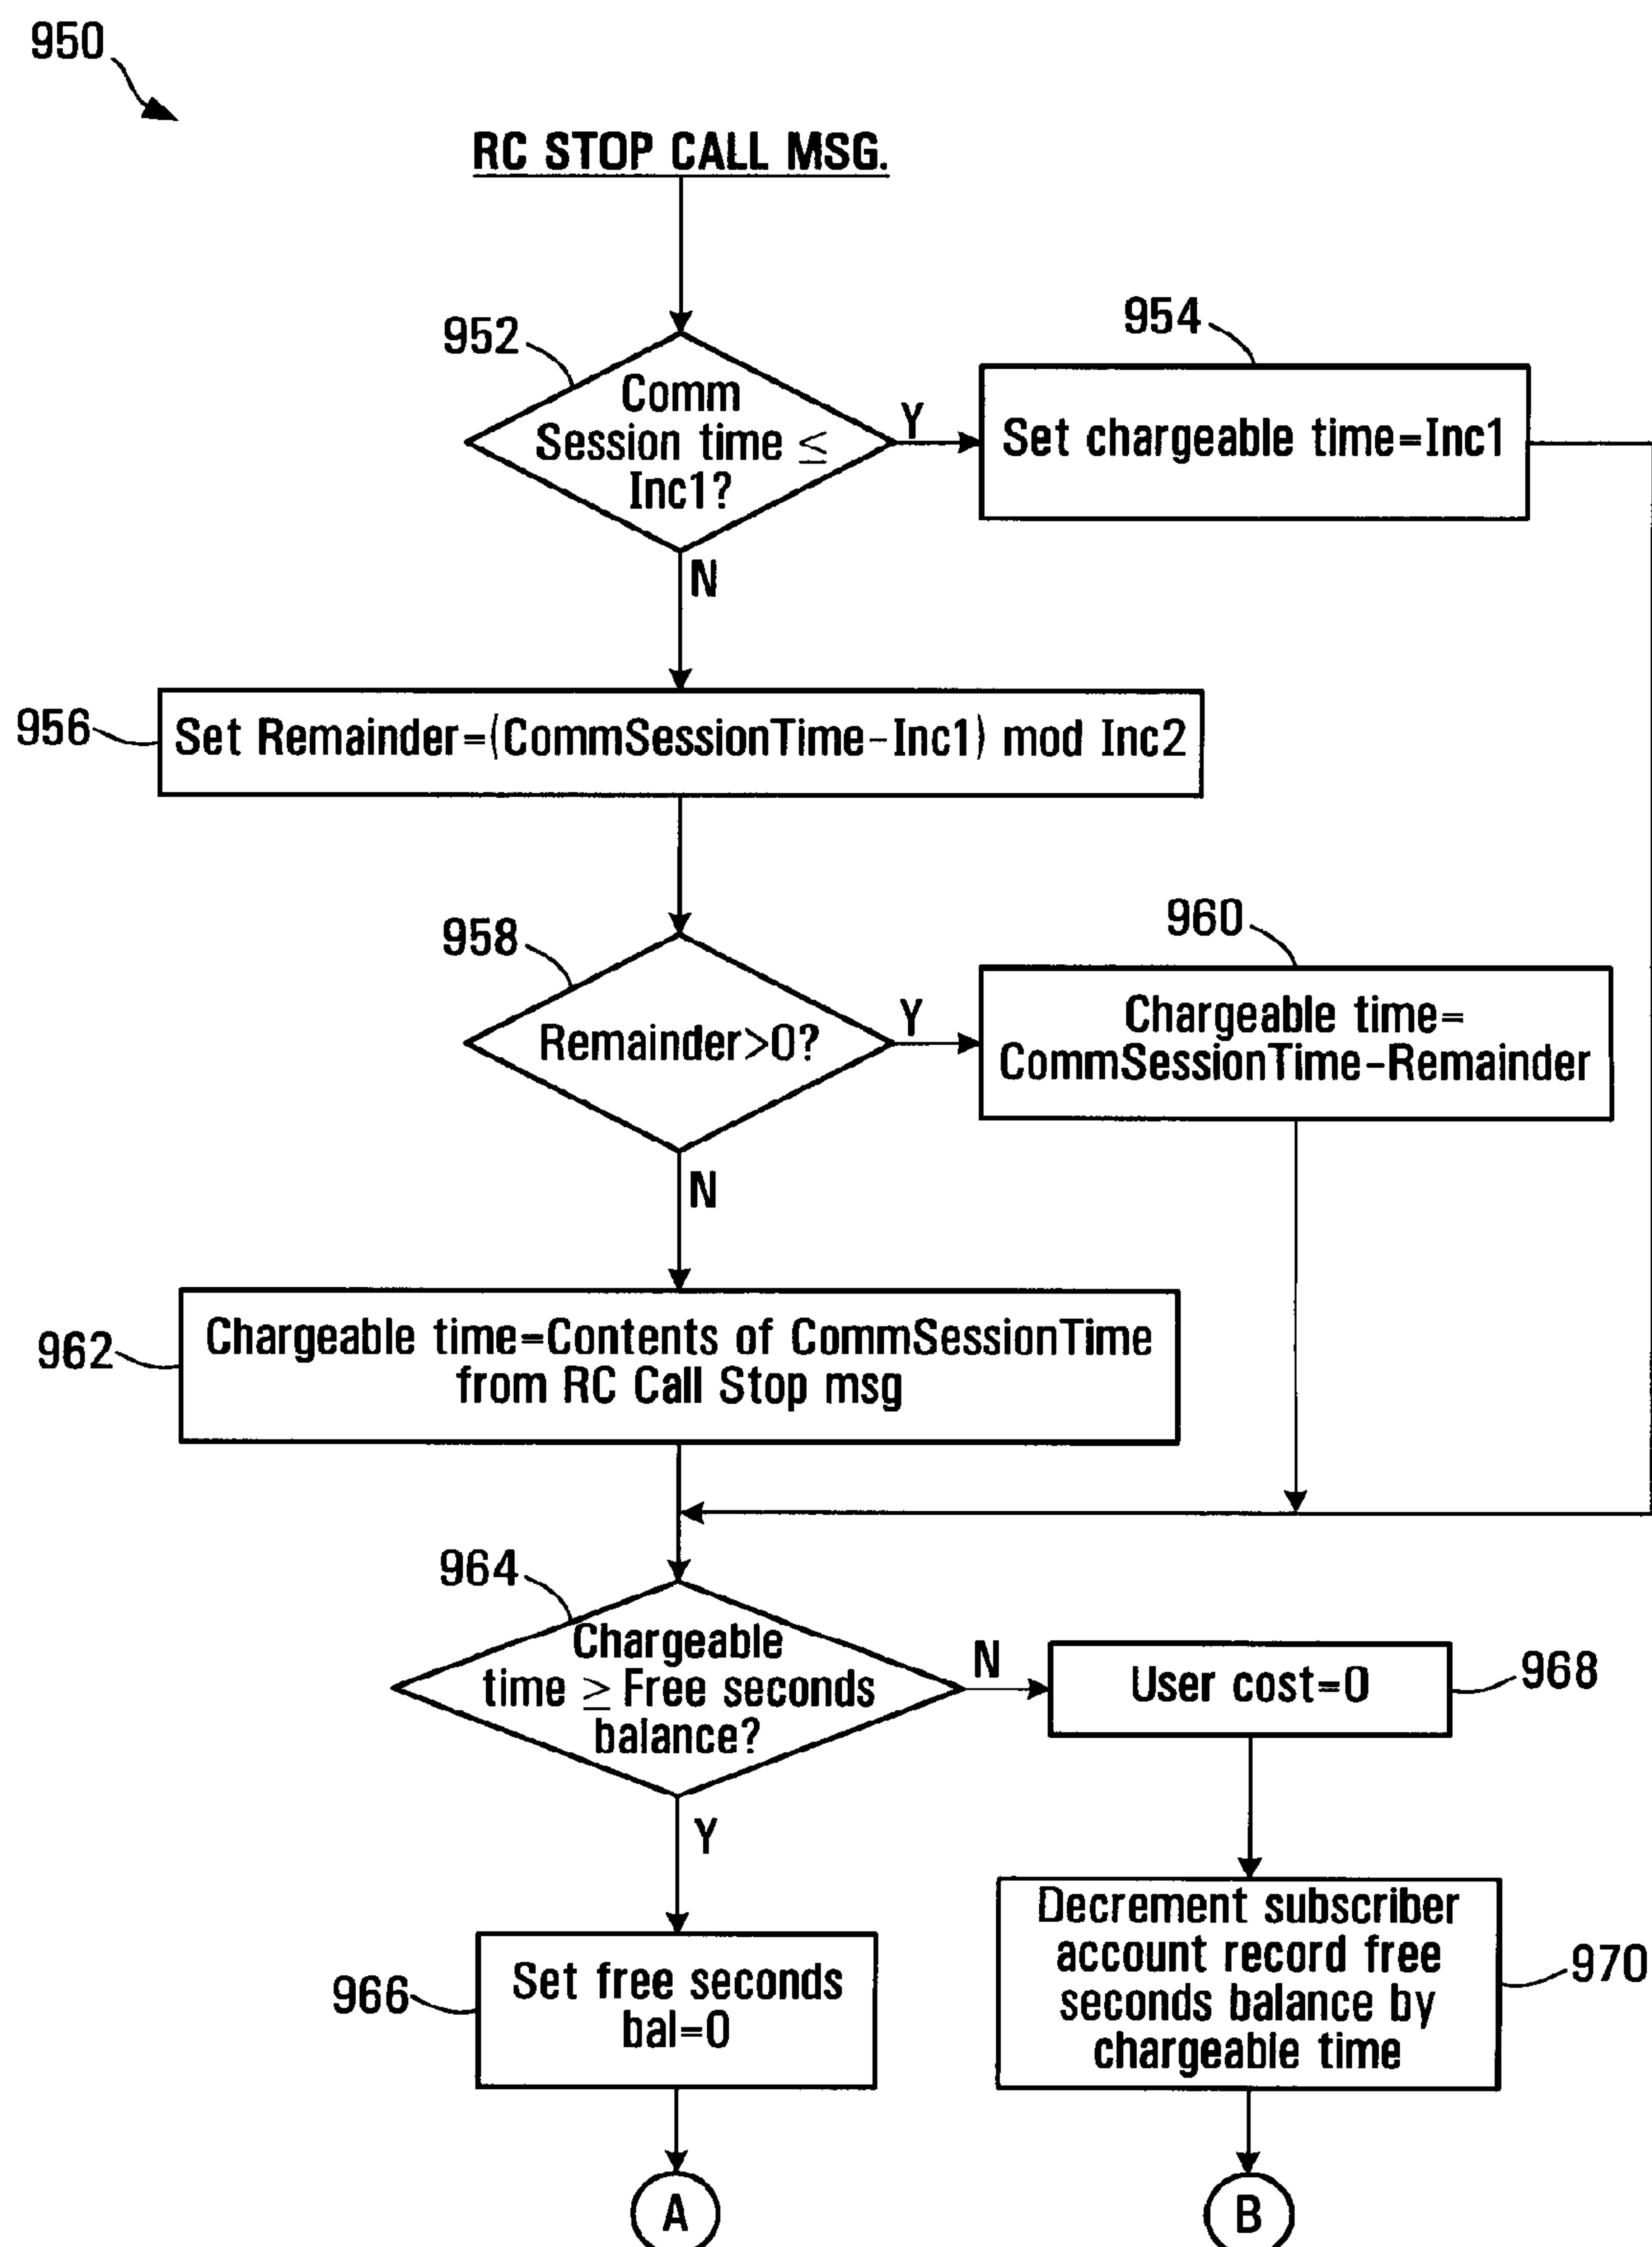 950
RC STOP CALL MSG.
952
Comm
Session time ≤
Inc1?
Y
954
Set chargeable time=Inc1
N
956
Set Remainder=(CommSessionTime-Inc1) mod Inc2
958
Remainder>0?
Y
960
Chargeable time=
CommSessionTime-Remainder
N
962
Chargeable time=Contents of CommSessionTime
from RC Call Stop msg
964
Chargeable
time ≥ Free seconds
balance?
N
User cost=0
968
Y
966
Set free seconds
bal=0
Decrement subscriber
account record free
seconds balance by
chargeable time
970
A
B